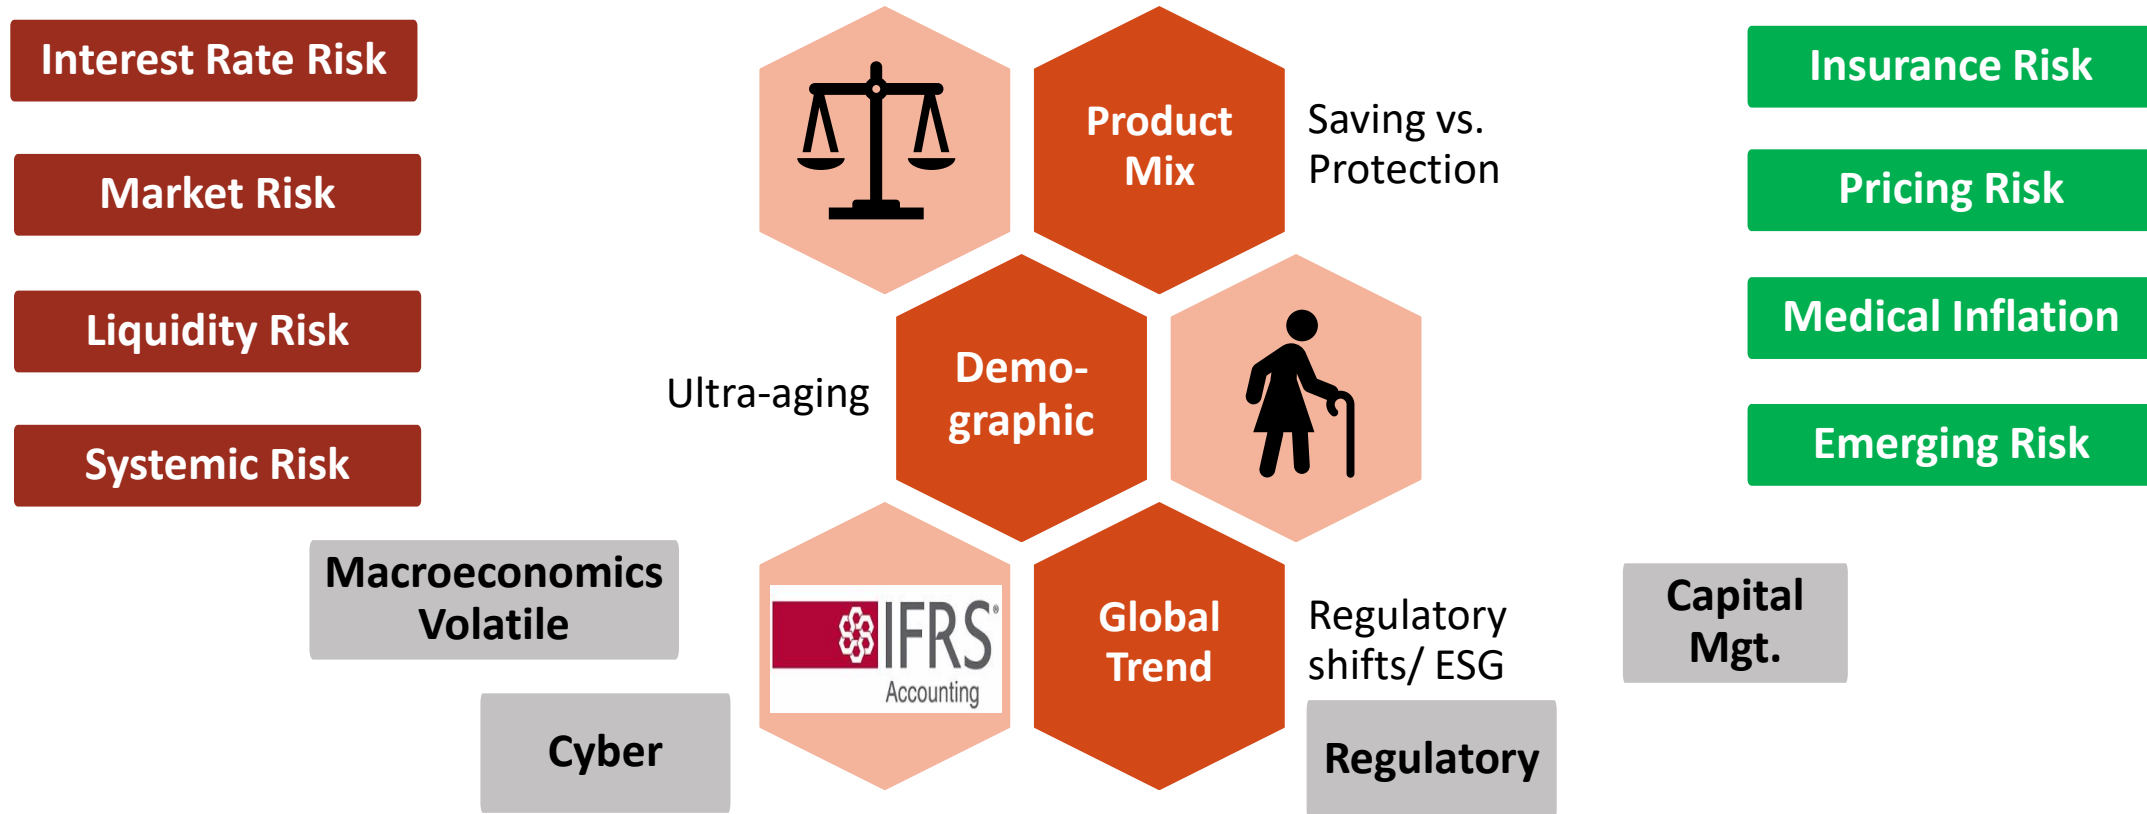 Interest Rate Risk
Market Risk
Liquidity Risk
Systemic Risk
Macroeconomics
Volatile
Cyber
Product
Mix
Saving vs.
Protection
Ultra-aging
Demo-
graphic
IFRS®
Accounting
Global
Trend
Regulatory
shifts/ ESG
Regulatory
Insurance Risk
Pricing Risk
Medical Inflation
Emerging Risk
Capital
Mgt.